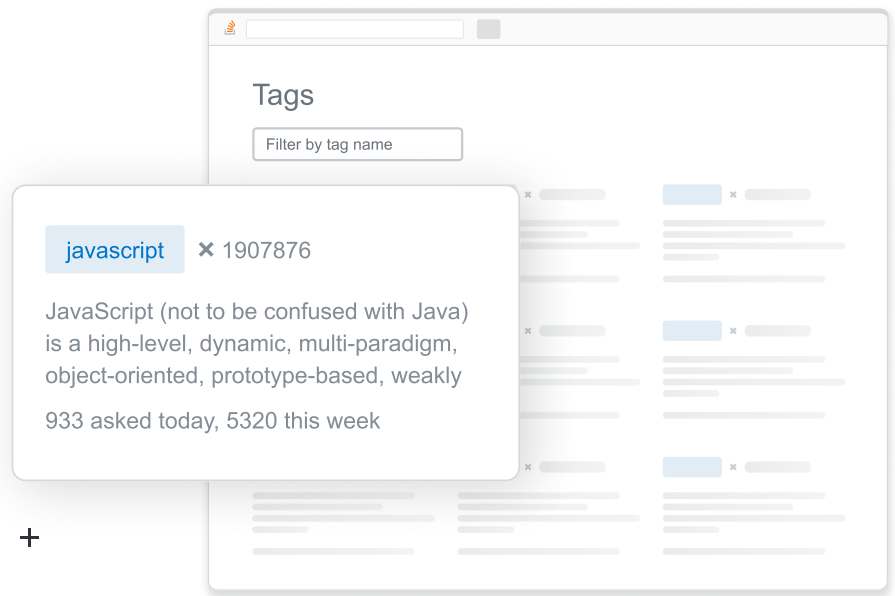 Tags
Filter by tag name
javascript × 1907876
JavaScript (not to be confused with Java)
is a high-level, dynamic, multi-paradigm,
object-oriented, prototype-based, weakly
933 asked today, 5320 this week